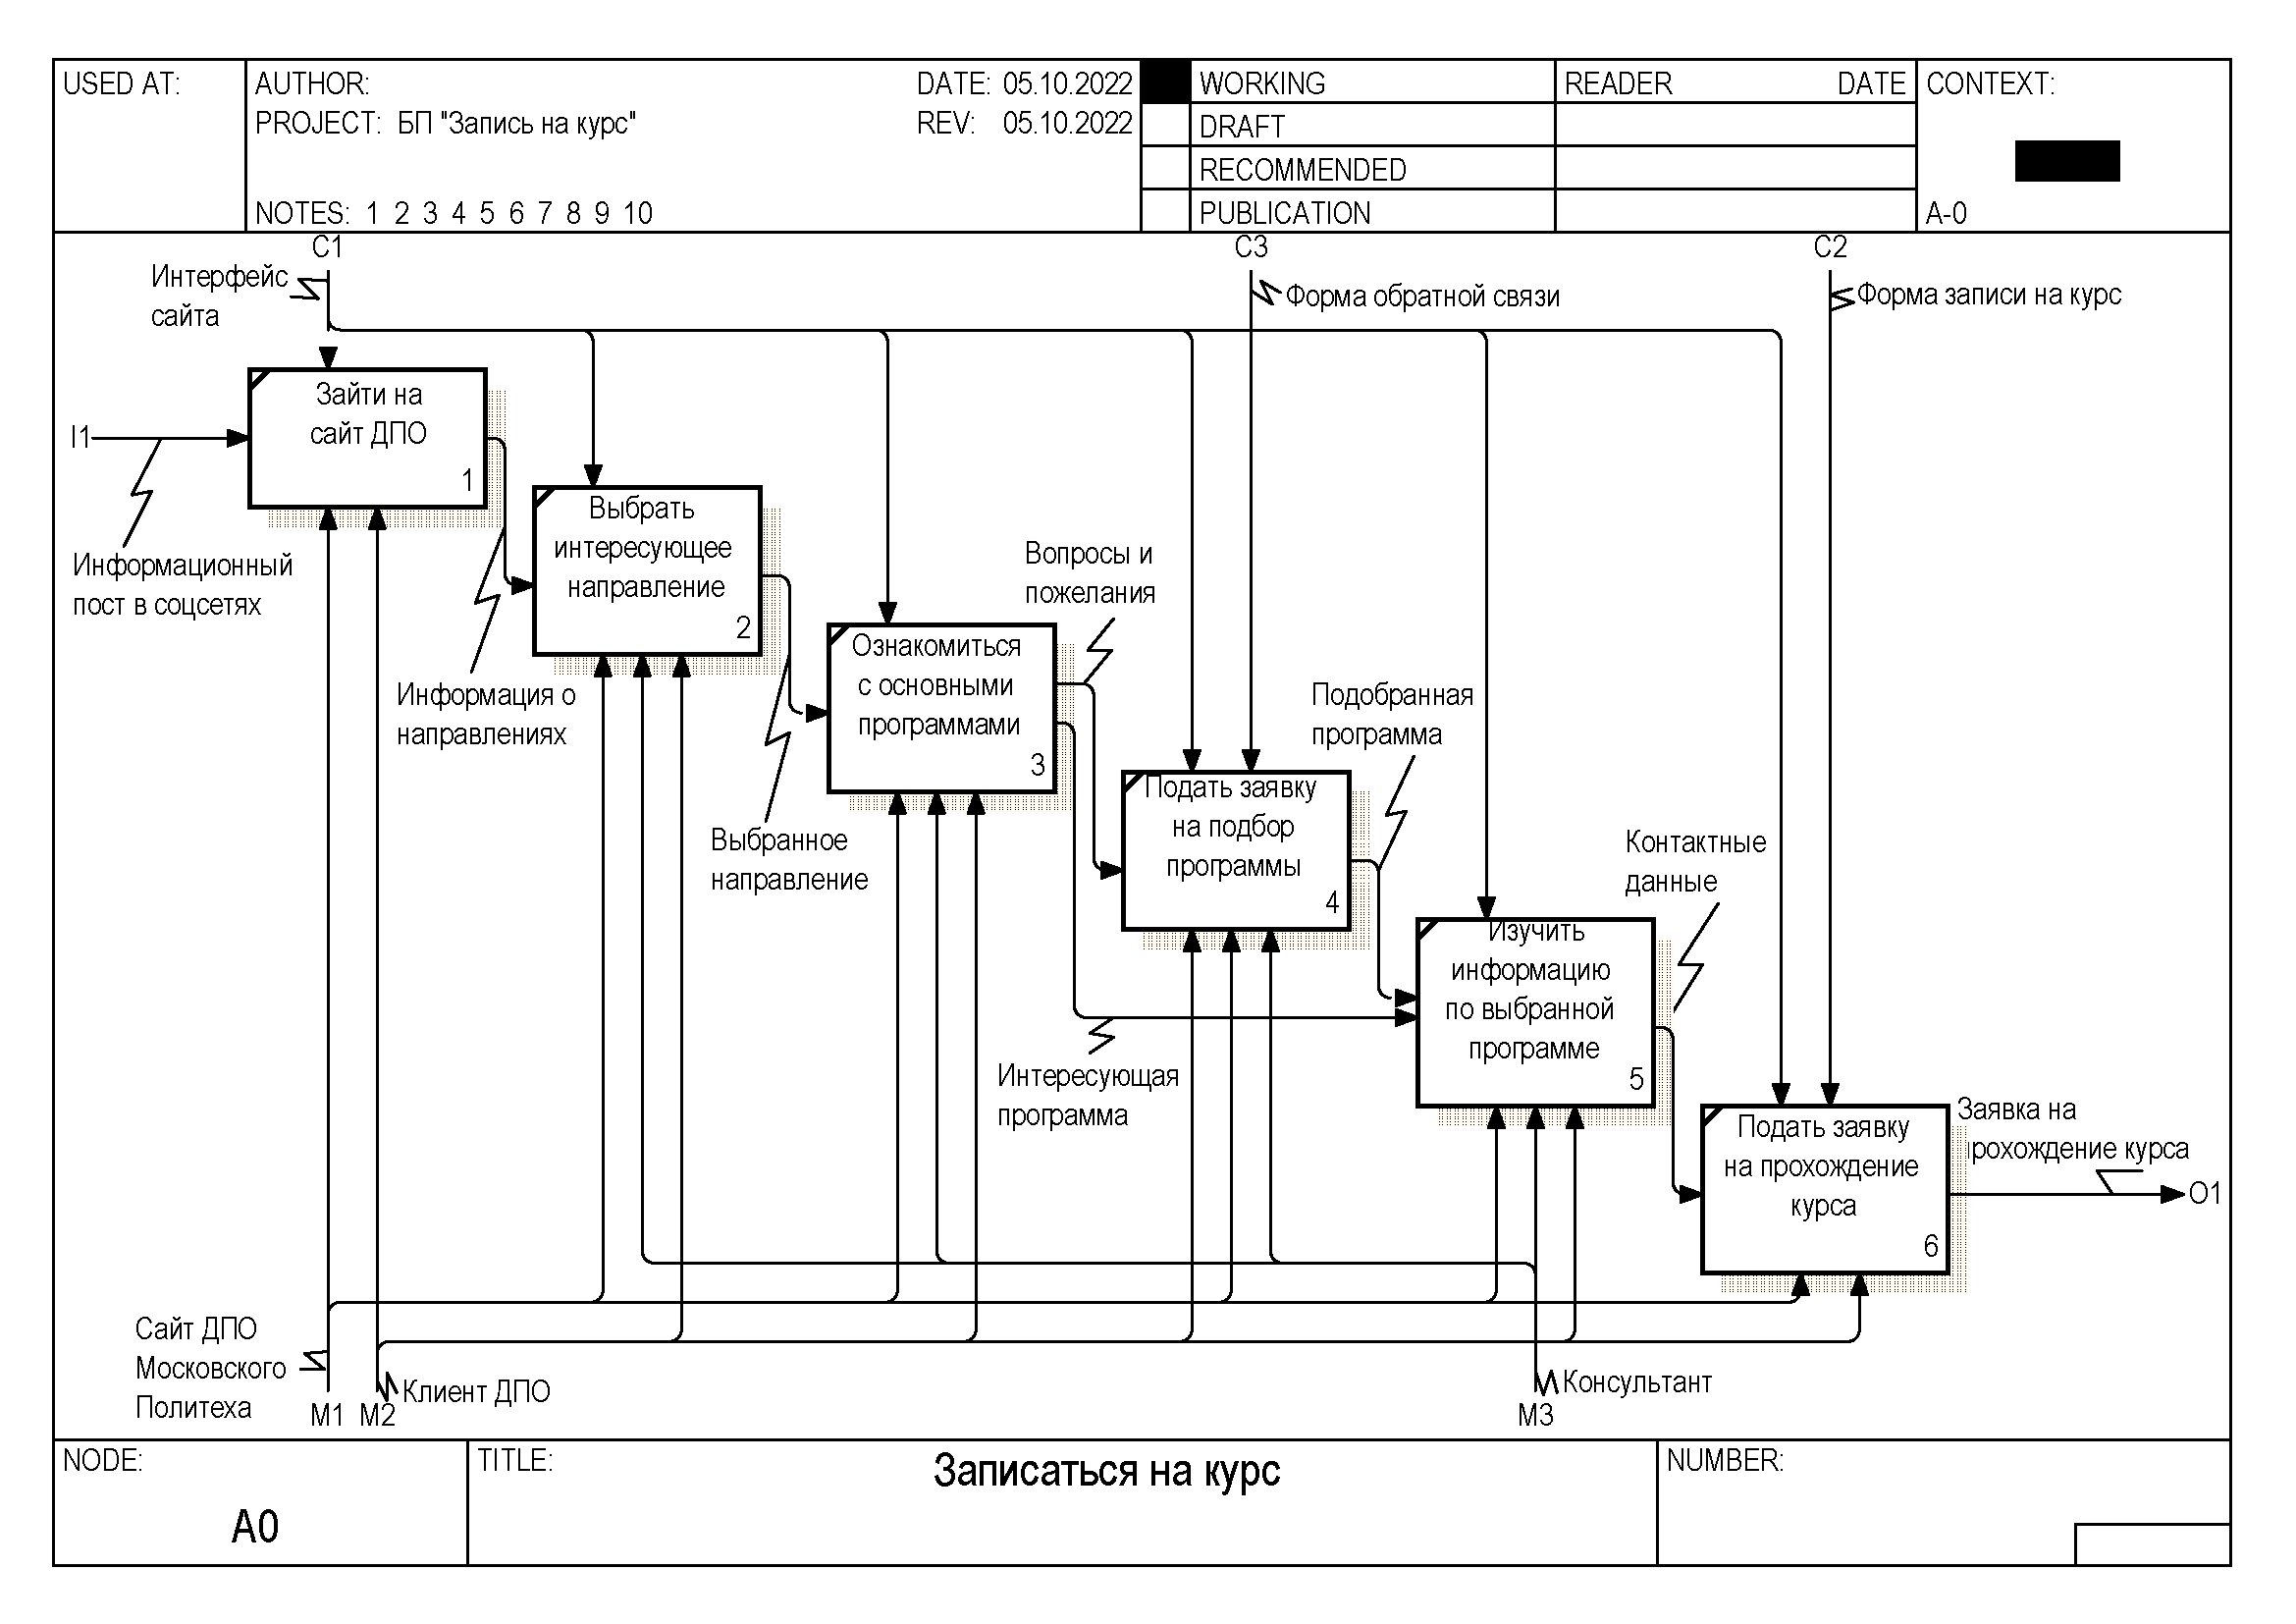 USED AT:
AUTHOR:
DATE: 05.10.2022
PROJECT: БП "Запись на курс"
REV: 05.10.2022
NOTES: 1 2 3 4 5 6 7 8 9 10
WORKING
DRAFT
RECOMMENDED
PUBLICATION
READER DATE
CONTEXT:
A-0
C1
C3
C2
Интерфейс
сайта
Форма обратной связи
Форма записи на курс
Зайти на
сайт ДПО
1
I1
Информационный
пост в соцсетях
Выбрать
интересующее
направление
2
Информация о
направлениях
Вопросы и
пожелания
Ознакомиться
с основными
программами
3
Выбранное
направление
Подобранная
программа
Подать заявку
на подбор
программы
4
Контактные
данные
Изучить
информацию
по выбранной
программе
5
Интересующая
программа
Подать заявку
на прохождение
курса
6
Заявка на
рохождение курса
O1
Сайт ДПО
Московского
Политеха
M1
M2
Клиент ДПО
Консультант
M3
NODE:
A0
TITLE:
Записаться на курс
NUMBER: